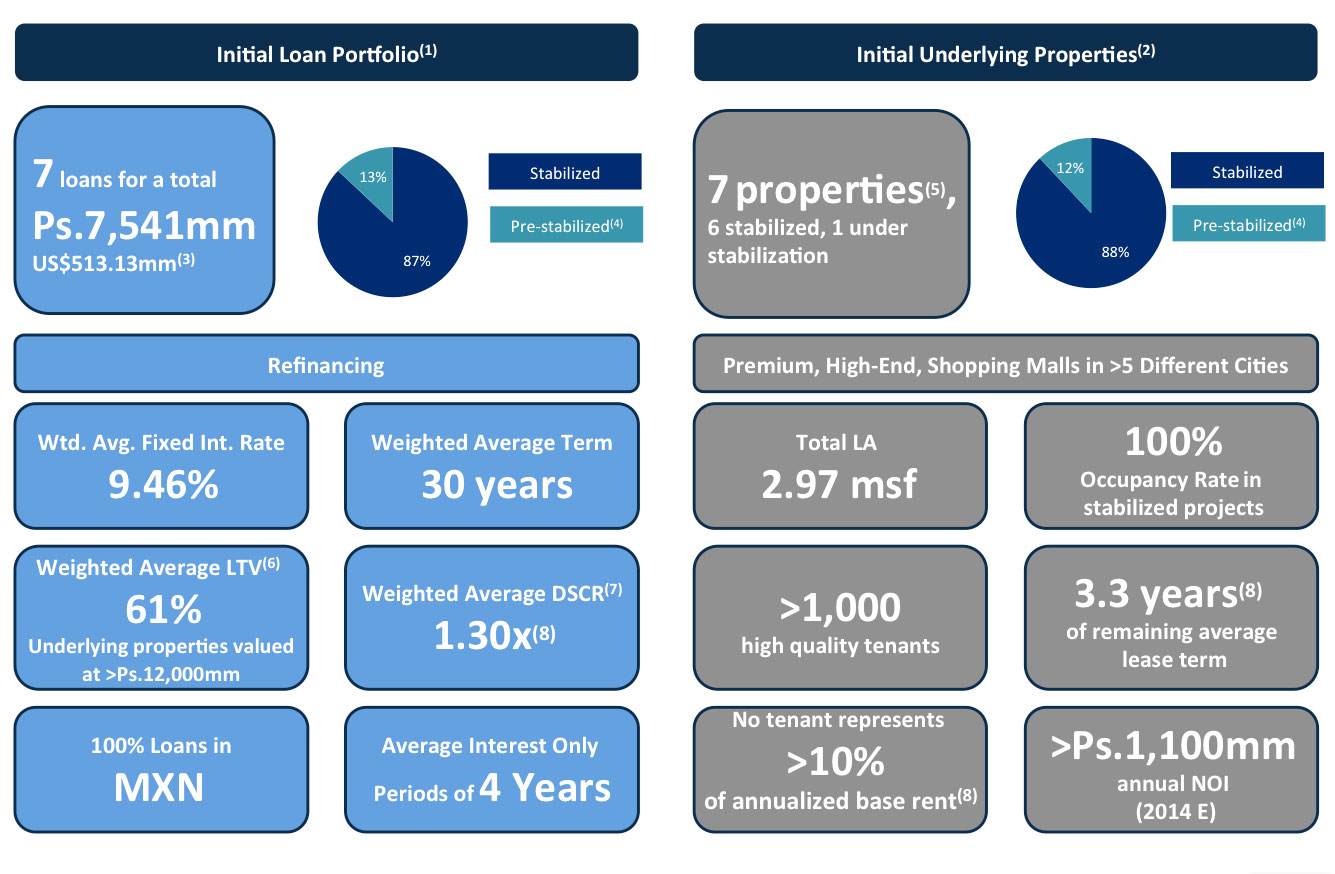 Initial Loan Portfolio(1)
7 loans for a total
Ps.7,541mm
US$513.13mm(3)
13%
87%
Stabilized
Pre-stabilized(4)
Refinancing
Wtd. Avg. Fixed Int. Rate
9.46%
Weighted Average Term
30 years
Weighted Average LTV(6)
61%
Underlying properties valued
at >Ps.12,000mm
Weighted Average DSCR(7)
1.30x(8)
100% Loans in
MXN
Average Interest Only
Periods of 4 Years
Initial Underlying Properties(2)
7 properties(5),
6 stabilized, 1 under
stabilization
12%
88%
Stabilized
Pre-stabilized(4)
Premium, High-End, Shopping Malls in >5 Different Cities
Total LA
2.97 msf
100%
Occupancy Rate in
stabilized projects
>1,000
high quality tenants
3.3 years(8)
of remaining average
lease term
No tenant represents
>10%
of annualized base rent(8)
>Ps.1,100mm
annual NOI
(2014 E)